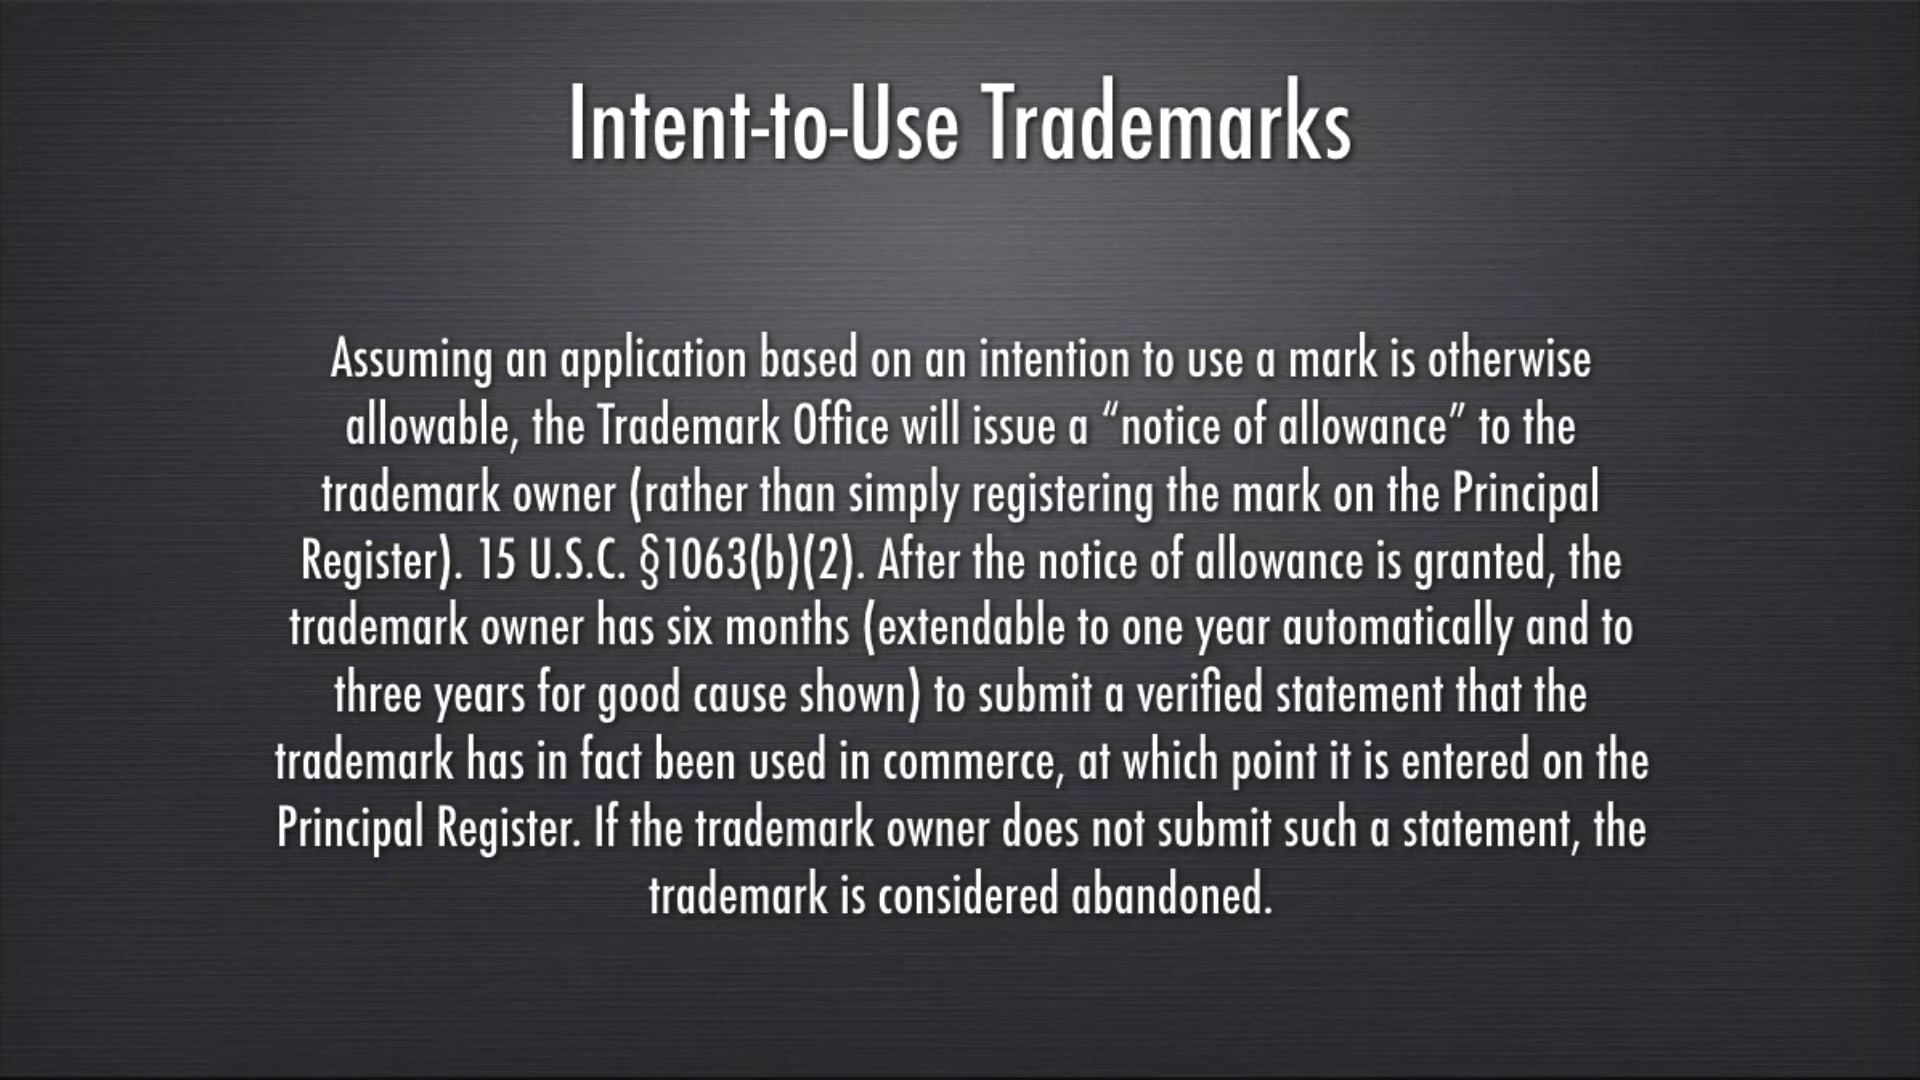 Intent-to-Use Trademarks
Assuming an application based on an intention to use a mark is otherwise
allowable, the Trademark Office will issue a “notice of allowance” to the
trademark owner (rather than simply registering the mark on the Principal
Register). 15 U.S.C. §1063(b)(2). After the notice of allowance is granted, the
trademark owner has six months (extendable to one year automatically and to
three years for good cause shown) to submit a verified statement that the
trademark has in fact been used in commerce, at which point it is entered on the
Principal Register. If the trademark owner does not submit such a statement, the
trademark is considered abandoned.